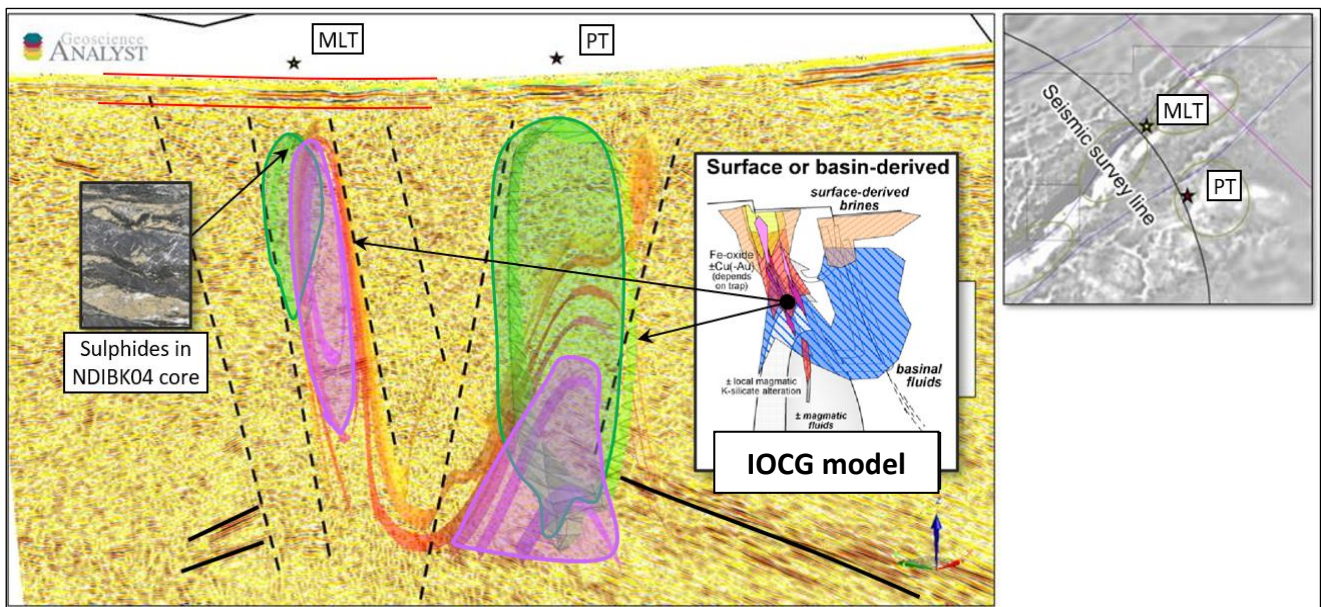 Geoscience
ANALYST
MLT
PT
Sulphides in
NDIBK04 core
Surface or basin-derived
surface-derived
brines
Fe-oxide
±Cu(-Au)
(depends
on trap)
basinal
fluids
± local magmatic
K-silicate alteration
± magmatic
fluids
IOCG model
Seismic survey line
MLT
PT